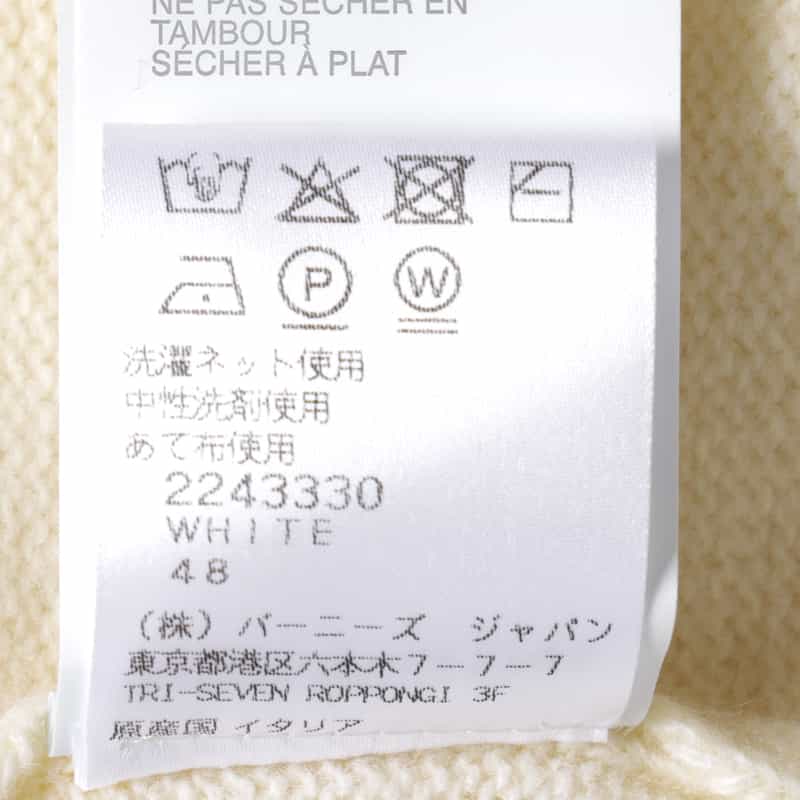 NE PAS SÉCHER EN
TAMBOUR
SÉCHER À PLAT
P W
洗濯ネット使用
中性洗剤使用
あて布使用
2243330
WHITE
48
(株) バーニーズ ジャパン
東京都港区六本木7-7-7
TRI-SEVEN ROPPONGI 3F
原産国 イタリア